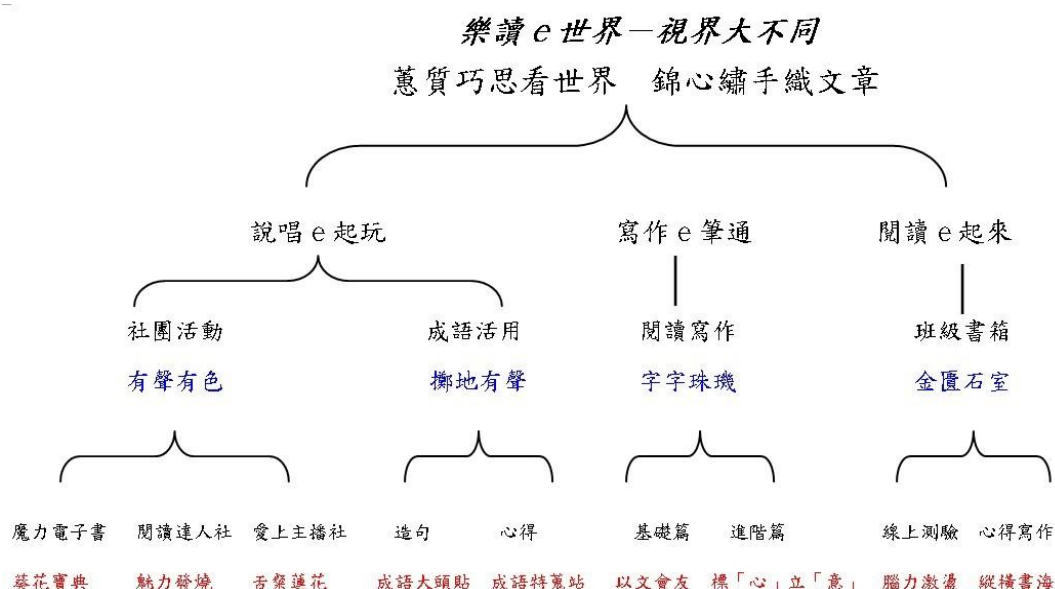 樂讀e世界－視界大不同
蕙質巧思看世界　錦心繡手織文章
說唱e起玩　寫作e筆通　閱讀e起來
社團活動　成語活用　閱讀寫作　班級書箱
有聲有色　擲地有聲　字字珠璣　金匱石室
魔力電子書　閱讀達人社　愛上主播社　造句　心得　基礎篇　進階篇　線上測驗　心得寫作
葵花寶典　魅力發燒　舌粲蓮花　成語大頭貼　成語特蒐站　以文會友　標「心」立「意」　腦力激盪　縱橫書海